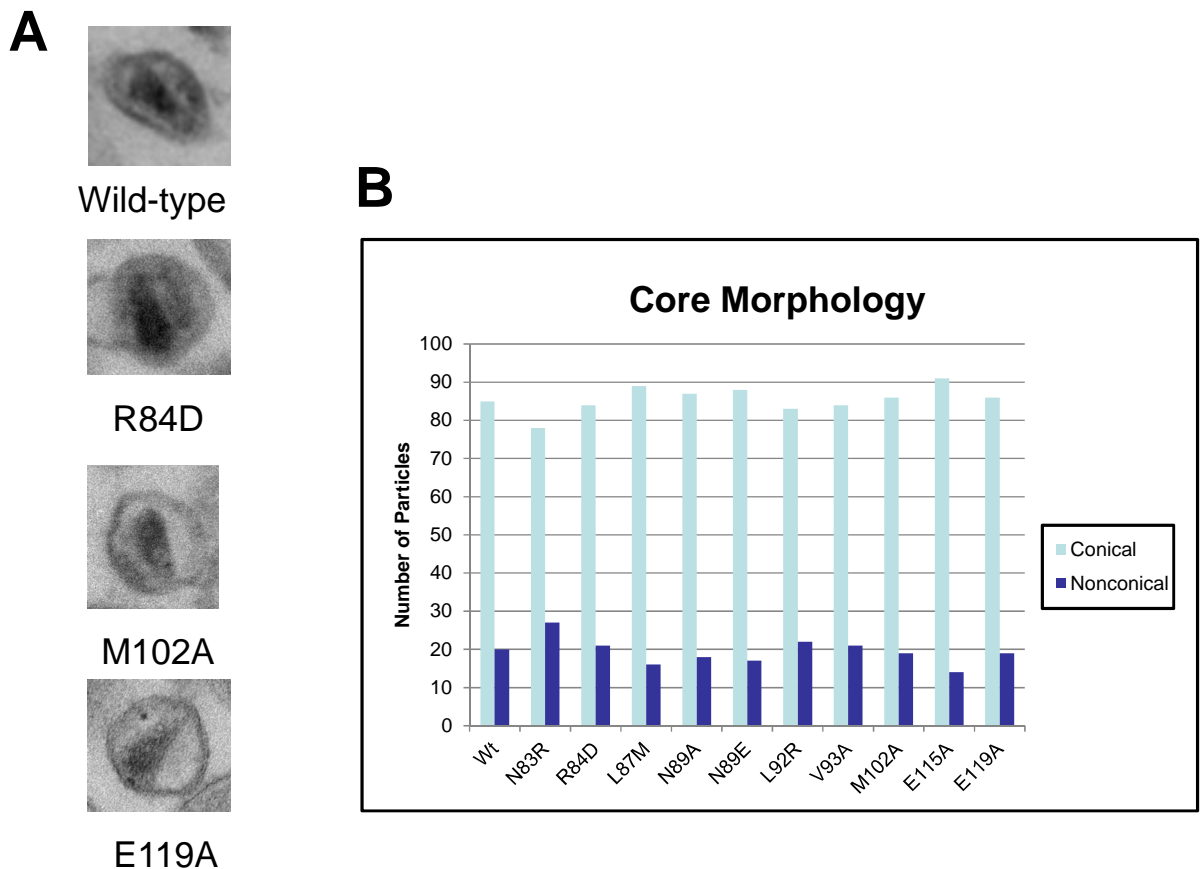 A
Wild-type
R84D
M102A
E119A
B
Core Morphology
Number of Particles
100
90
80
70
60
50
40
30
20
10
0
Wt
N83R
R84D
L87M
N89A
N89E
L92R
V93A
M102A
E115A
E119A
Conical
Nonconical